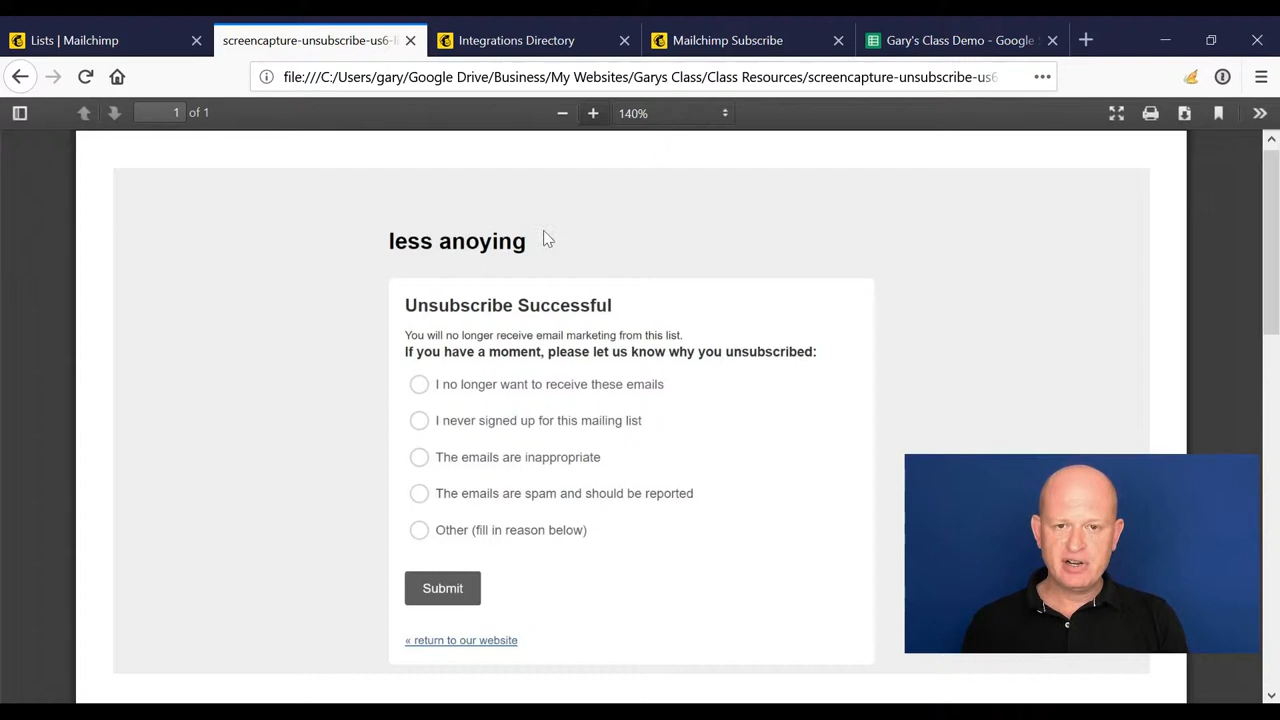 Lists | Mailchimp
screencapture-unsubscribe-us6-l
Integrations Directory
Mailchimp Subscribe
Gary's Class Demo - Google
file:///C:/Users/gary/Google Drive/Business/My Websites/Garys Class/Class Resources/screencapture-unsubscribe-us6
1 of 1
140%
less anoying
Unsubscribe Successful
You will no longer receive email marketing from this list.
If you have a moment, please let us know why you unsubscribed:
I no longer want to receive these emails
I never signed up for this mailing list
The emails are inappropriate
The emails are spam and should be reported
Other (fill in reason below)
Submit
« return to our website